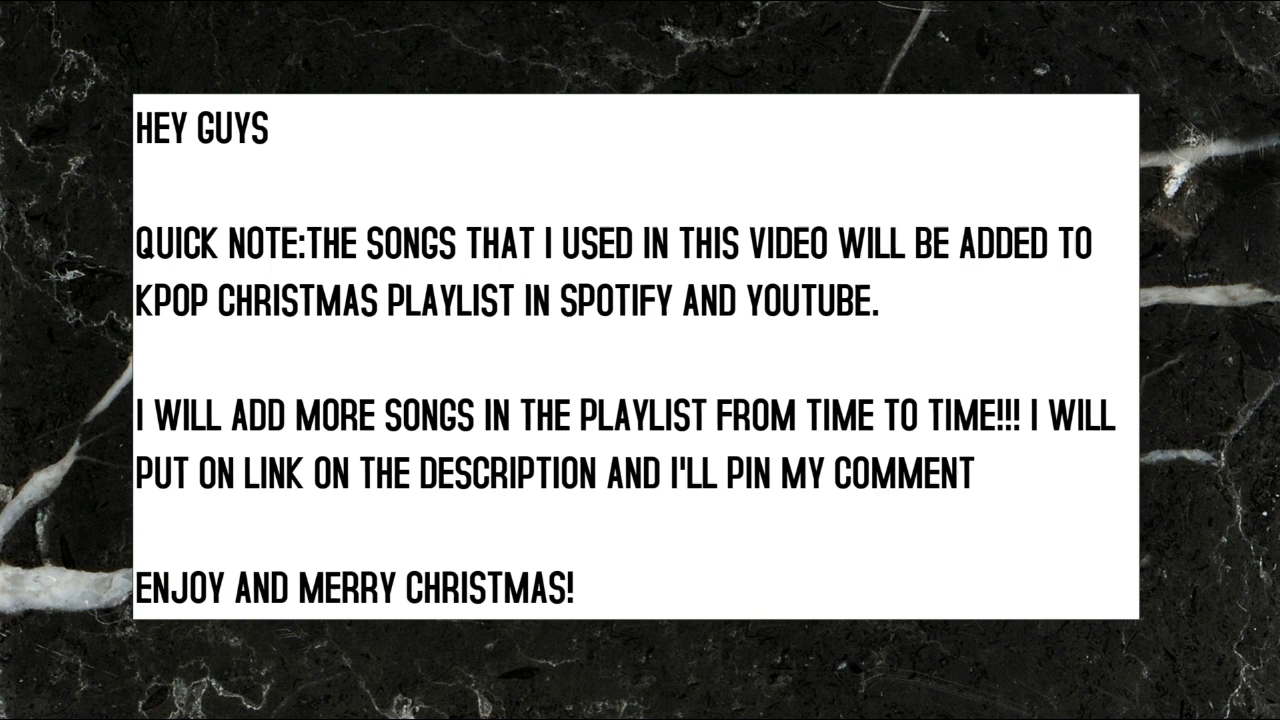 HEY GUYS
QUICK NOTE:THE SONGS THAT I USED IN THIS VIDEO WILL BE ADDED TO
KPOP CHRISTMAS PLAYLIST IN SPOTIFY AND YOUTUBE.
I WILL ADD MORE SONGS IN THE PLAYLIST FROM TIME TO TIME!!! I WILL
PUT ON LINK ON THE DESCRIPTION AND I'LL PIN MY COMMENT
ENJOY AND MERRY CHRISTMAS!